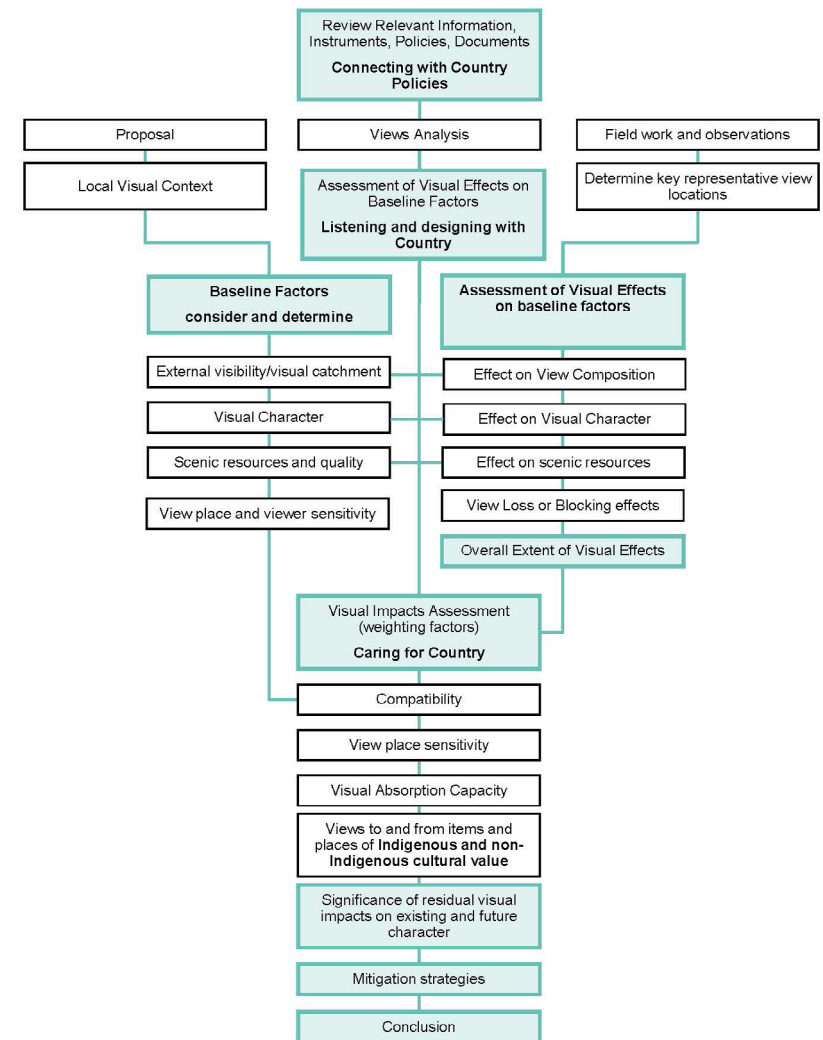 Review Relevant Information,
Instruments, Policies, Documents
Connecting with Country
Policies
Proposal
Views Analysis
Field work and observations
Local Visual Context
Assessment of Visual Effects on
Baseline Factors
Listening and designing with
Country
Determine key representative view
locations
Baseline Factors
consider and determine
Assessment of Visual Effects
on baseline factors
External visibility/visual catchment
Effect on View Composition
Visual Character
Effect on Visual Character
Scenic resources and quality
Effect on scenic resources
View place and viewer sensitivity
View Loss or Blocking effects
Overall Extent of Visual Effects
Visual Impacts Assessment
(weighting factors)
Caring for Country
Compatibility
View place sensitivity
Visual Absorption Capacity
Views to and from items and
places of Indigenous and non-
Indigenous cultural value
Significance of residual visual
impacts on existing and future
character
Mitigation strategies
Conclusion